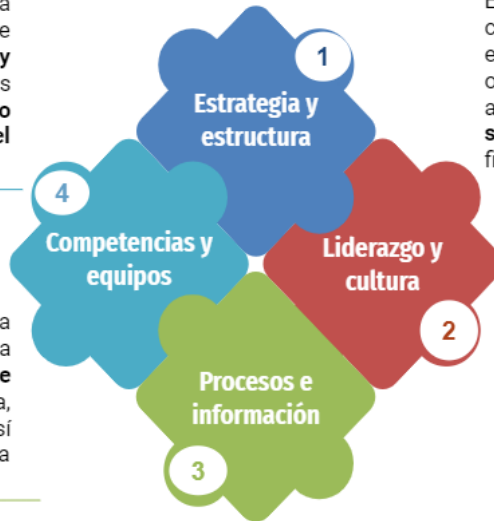 1
Estrategia y
estructura
4
Competencias y
equipos
Liderazgo y
cultura
2
Procesos e
información
3